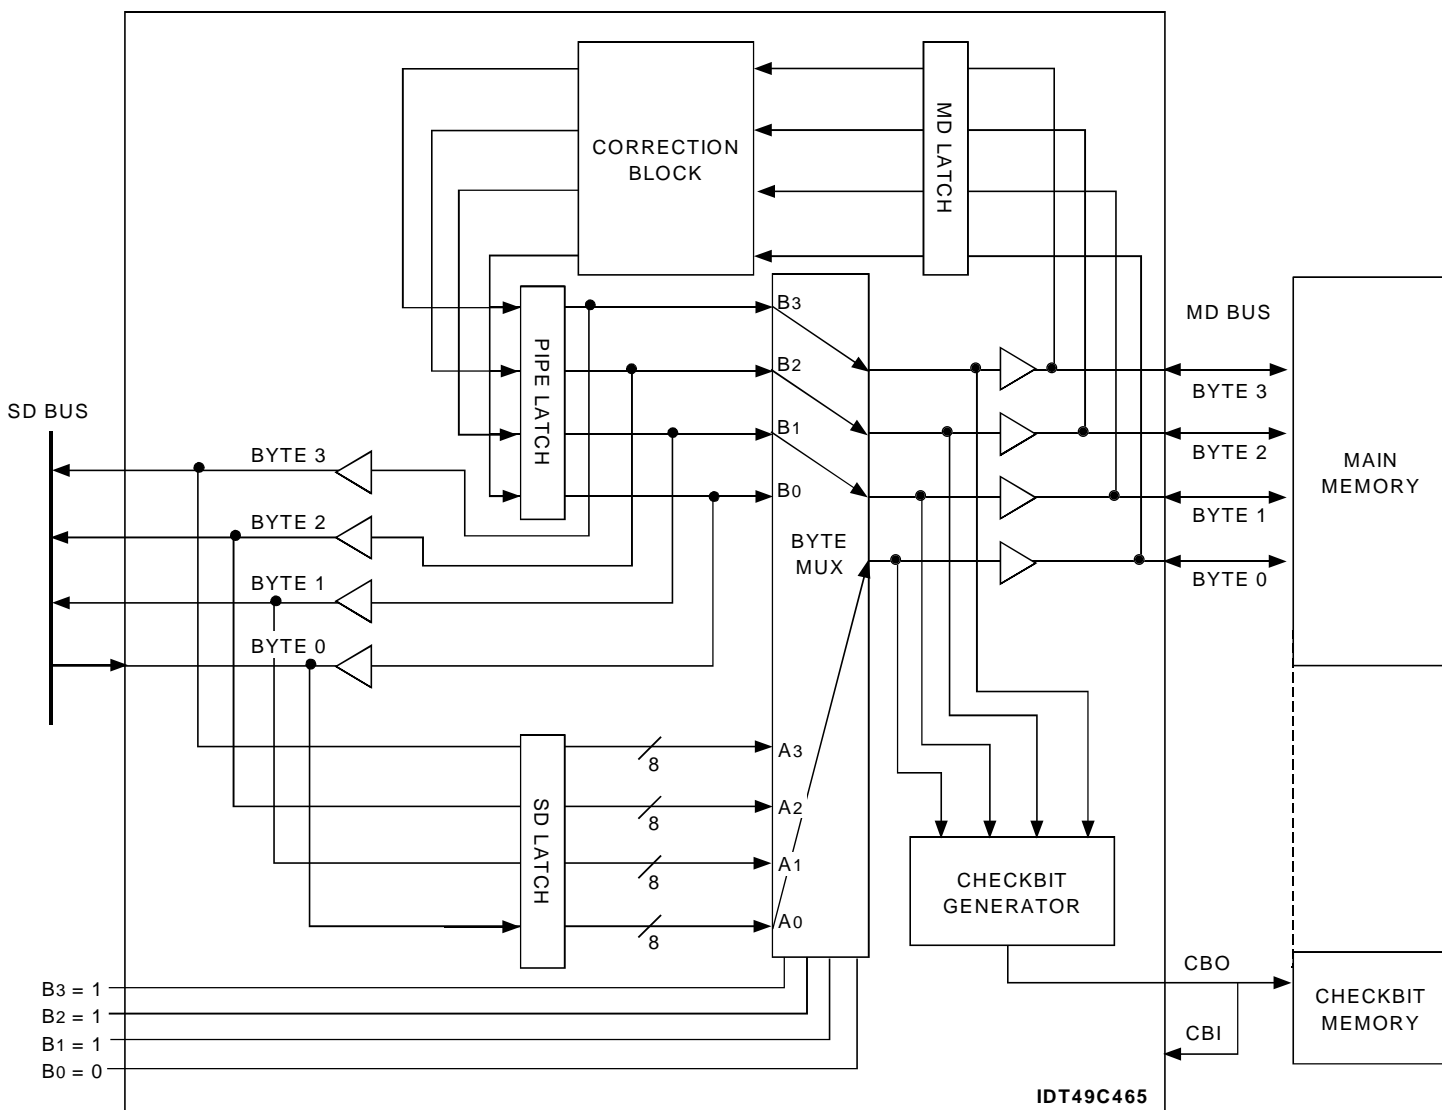 CORRECTION
BLOCK
MD LATCH
B3
B2
B1
B0
PIPE LATCH
MD BUS
BYTE 3
BYTE 2
BYTE 1
BYTE 0
MAIN
MEMORY
SD BUS
BYTE 3
BYTE 2
BYTE 1
BYTE 0
BYTE
MUX
SD LATCH
8
8
8
8
A3
A2
A1
A0
CHECKBIT
GENERATOR
CBO
CBI
CHECKBIT
MEMORY
B3 = 1
B2 = 1
B1 = 1
B0 = 0
IDT49C465